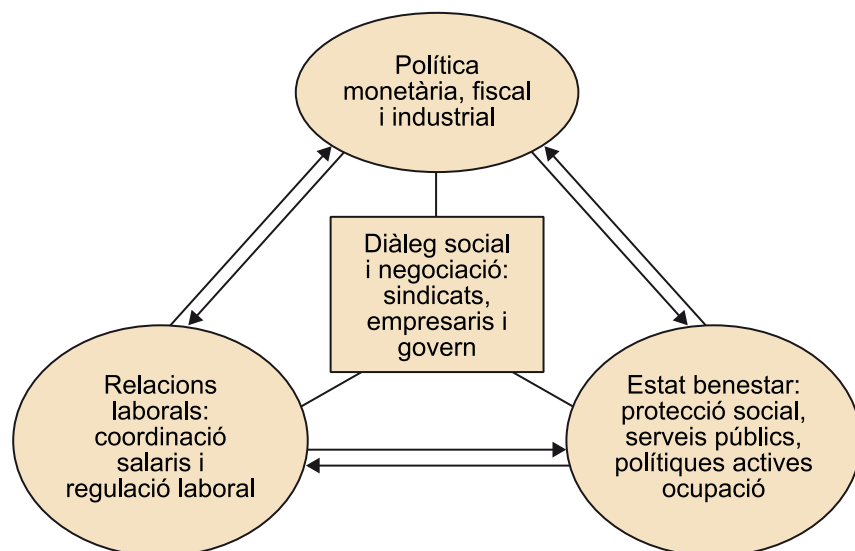 Política
monetària, fiscal
i industrial
Diàleg social
i negociació:
sindicats,
empresaris i
govern
Relacions
laborals:
coordinació
salaris i
regulació laboral
Estat benestar:
protecció social,
serveis públics,
polítiques actives
ocupació